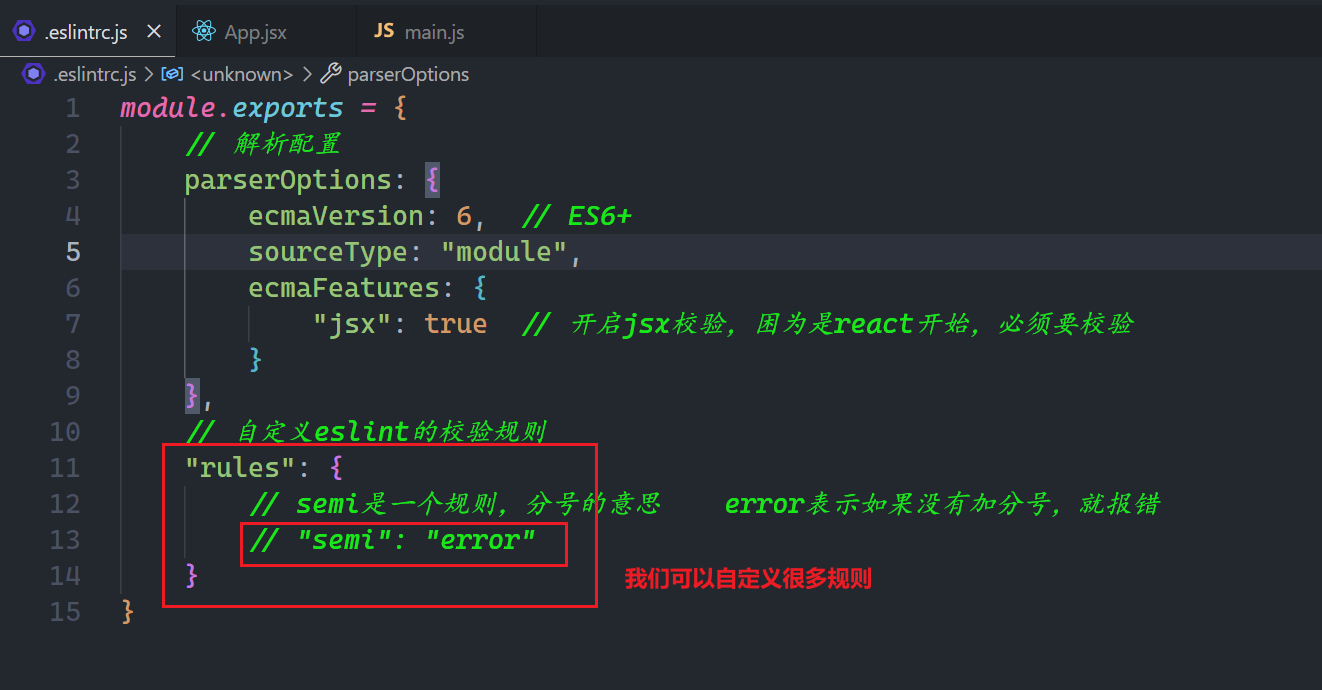 .eslintrc.js App.jsx JS main.js
.eslintrc.js > <unknown> > parserOptions
1 module.exports = {
2 // 解析配置
3 parserOptions: {
4 ecmaVersion: 6, // ES6+
5 sourceType: "module",
6 ecmaFeatures: {
7 "jsx": true // 开启jsx校验，因为是react开始，必须要校验
8 }
9 },
10 // 自定义eslint的校验规则
11 "rules": {
12 // semi是一个规则，分号的意思 error表示如果没有加分号，就报错
13 // "semi": "error"
14 }
我们可以自定义很多规则
15 }